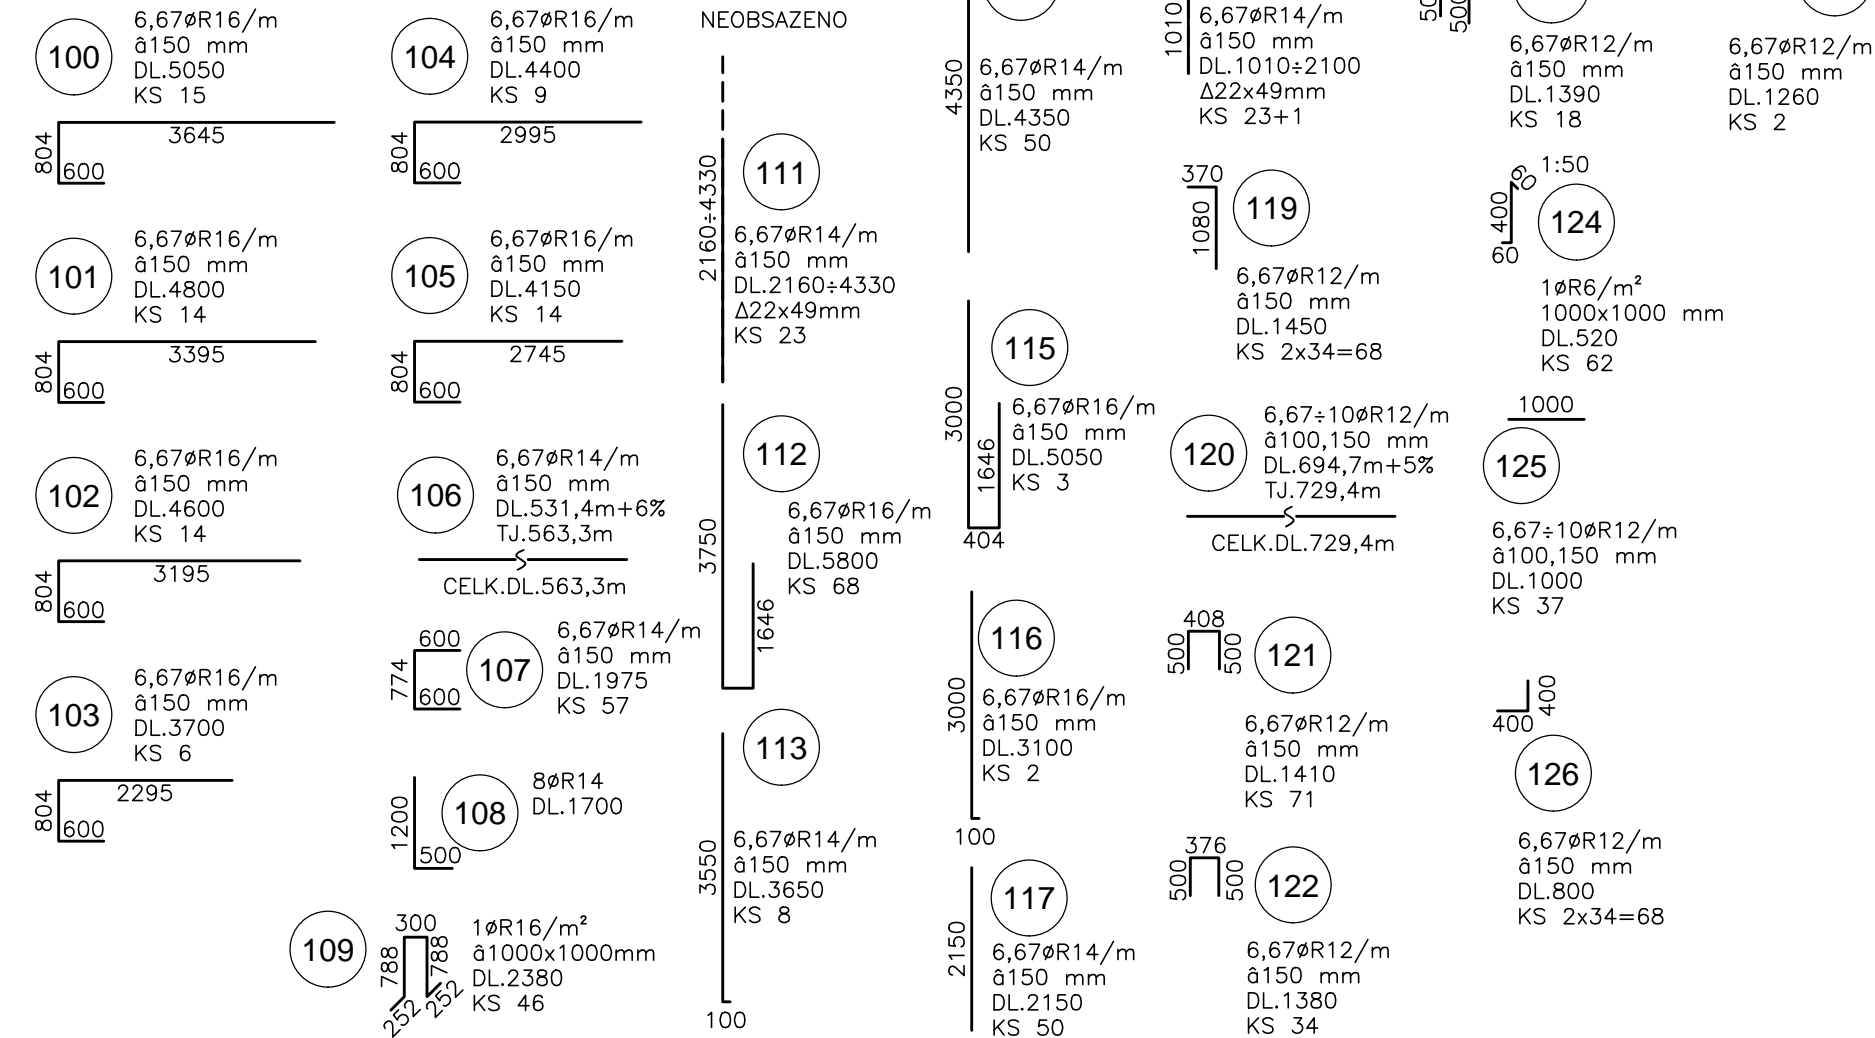 100
6,67øR16/m
â150 mm
DL.5050
KS 15
3645
804
600
101
6,67øR16/m
â150 mm
DL.4800
KS 14
3395
804
600
102
6,67øR16/m
â150 mm
DL.4600
KS 14
3195
804
600
103
6,67øR16/m
â150 mm
DL.3700
KS 6
2295
804
600
104
6,67øR16/m
â150 mm
DL.4400
KS 9
2995
804
600
105
6,67øR16/m
â150 mm
DL.4150
KS 14
2745
804
600
106
6,67øR14/m
â150 mm
DL.531,4m+6%
TJ.563,3m
CELK.DL.563,3m
107
6,67øR14/m
â150 mm
DL.1975
KS 57
600
774
600
108
8øR14
DL.1700
1200
500
109
1øR16/m²
â1000x1000mm
DL.2380
KS 46
300
788
788
252
252
NEOBSAZENO
111
2160÷4330
6,67øR14/m
â150 mm
DL.2160÷4330
Δ22x49mm
KS 23
112
3750
1646
6,67øR16/m
â150 mm
DL.5800
KS 68
113
3550
6,67øR14/m
â150 mm
DL.3650
KS 8
100
4350
6,67øR14/m
â150 mm
DL.4350
KS 50
115
3000
1646
404
6,67øR16/m
â150 mm
DL.5050
KS 3
116
3000
6,67øR16/m
â150 mm
DL.3100
KS 2
100
117
2150
6,67øR14/m
â150 mm
DL.2150
KS 50
1010
6,67øR14/m
â150 mm
DL.1010÷2100
Δ22x49mm
KS 23+1
370
1080
119
6,67øR12/m
â150 mm
DL.1450
KS 2x34=68
120
6,67÷10øR12/m
â100,150 mm
DL.694,7m+5%
TJ.729,4m
CELK.DL.729,4m
408
500
500
121
6,67øR12/m
â150 mm
DL.1410
KS 71
376
500
500
122
6,67øR12/m
â150 mm
DL.1380
KS 34
6,67øR12/m
â150 mm
DL.1390
KS 18
1:50
60
400
60
124
1øR6/m²
1000x1000 mm
DL.520
KS 62
1000
125
6,67÷10øR12/m
â100,150 mm
DL.1000
KS 37
400
400
126
6,67øR12/m
â150 mm
DL.800
KS 2x34=68
6,67øR12/m
â150 mm
DL.1260
KS 2